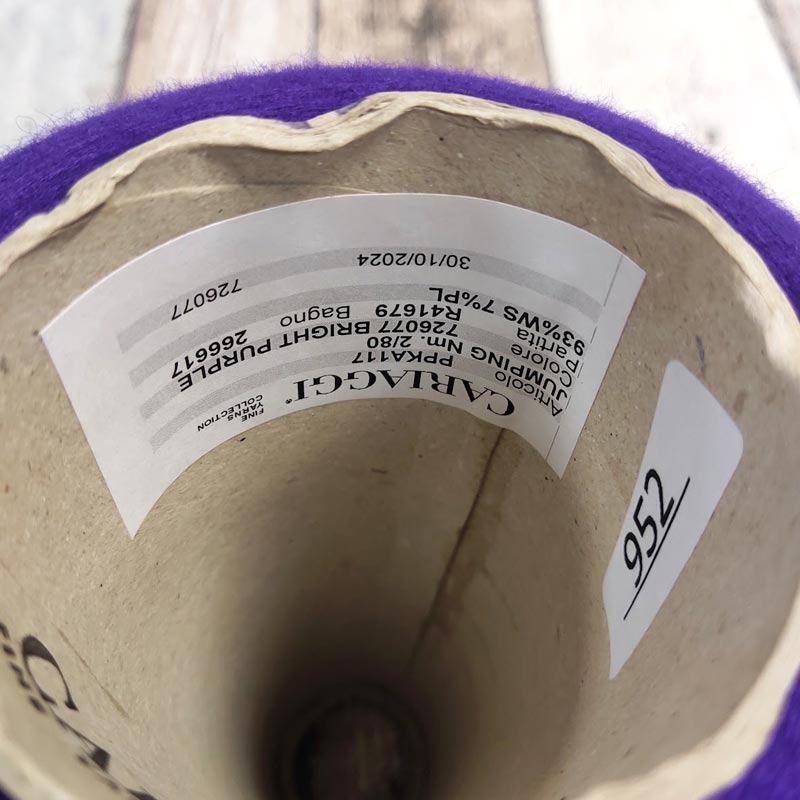 CARIAGGI®
FINE
YARNS
COLLECTION
Articolo PPKA117
JUMPING Nm. 2/80
Colore 726077 BRIGHT PURPLE
Partita R41679 Bagno 266617
93%WS 7%PL
726077
30/10/2024
952